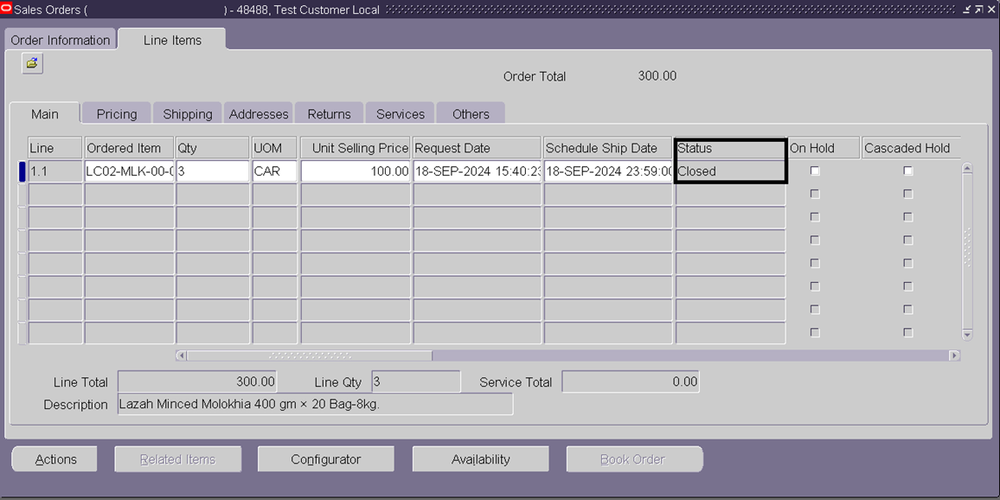 Sales Orders ( ) - 48488, Test Customer Local
Order Information Line Items
Order Total 300.00
Main Pricing Shipping Addresses Returns Services Others
Line Ordered Item Qty UOM Unit Selling Price Request Date Schedule Ship Date Status On Hold Cascaded Hold
1.1 LC02-MLK-00-0 3 CAR 100.00 18-SEP-2024 15:40:23 18-SEP-2024 23:59:00 Closed
Line Total 300.00 Line Qty 3 Service Total 0.00
Description Lazah Minced Molokhia 400 gm × 20 Bag-8kg.
Actions Related Items Configurator Availability Book Order